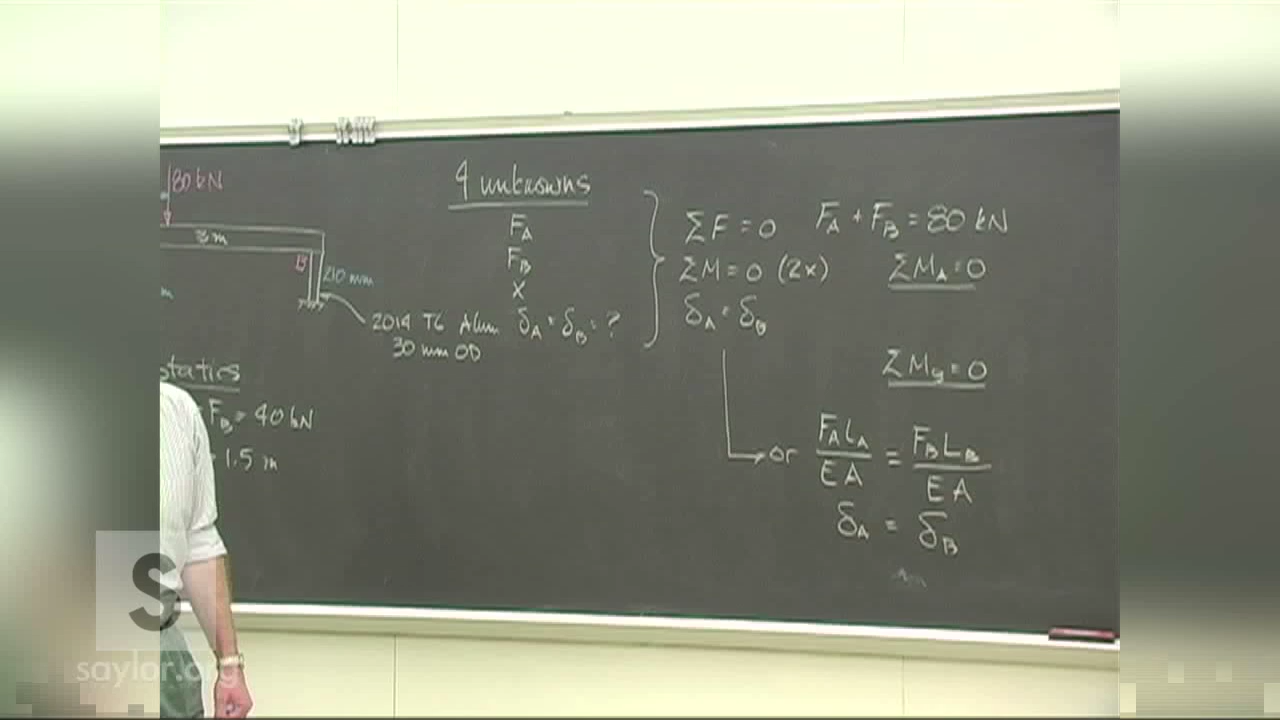 80 kN
3 m
B
210 mm
m
2014 T6 Alum
30 mm OD
statics
F_B = 40 kN
= 1.5 m
4 unknowns
F_A
F_B
x
δ_A = δ_B = ?
ΣF = 0 F_A + F_B = 80 kN
ΣM = 0 (2x) ΣM_A = 0
δ_A = δ_B
ΣM_y = 0
or F_A L_A / EA = F_B L_B / EA
δ_A = δ_B
S
saylor.org